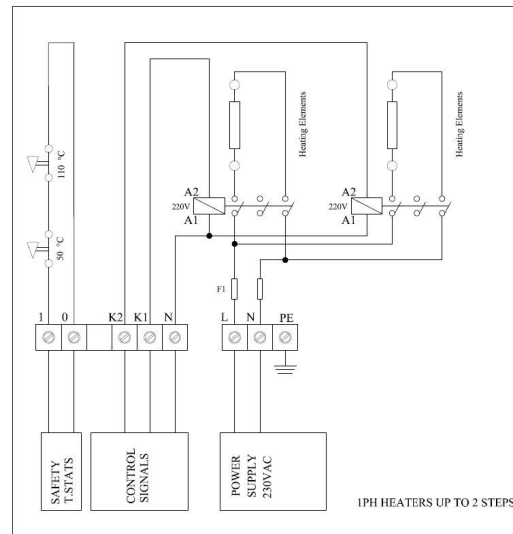 Heating Elements
Heating Elements
110 °C
50 °C
A2
220V
A1
A2
220V
A1
F1
1
0
K2
K1
N
L
N
PE
SAFETY
T.STATS
CONTROL
SIGNALS
POWER
SUPPLY
230VAC
1PH HEATERS UP TO 2 STEPS